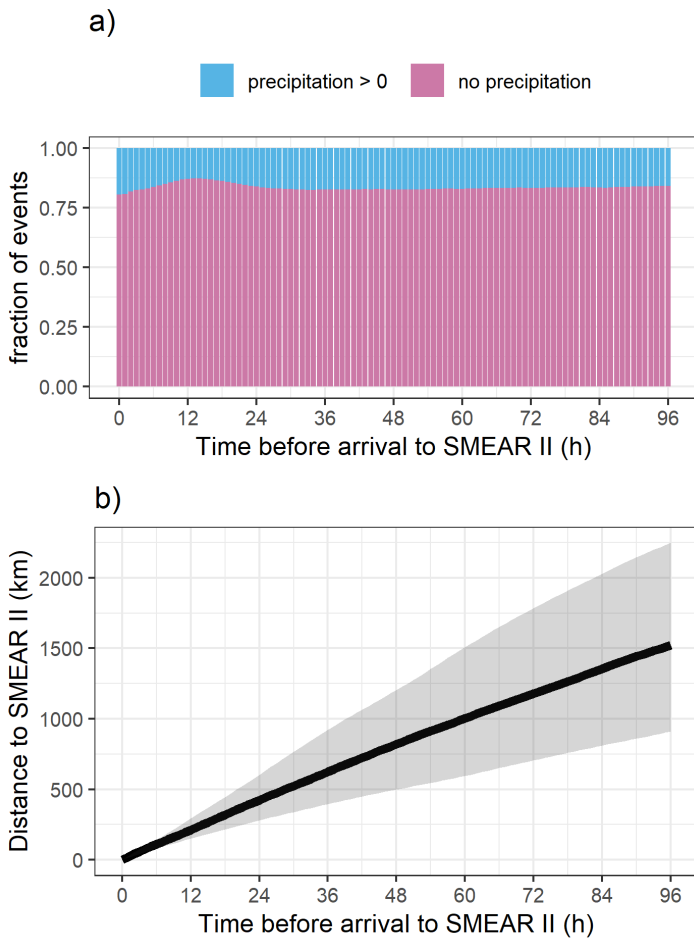 a)
precipitation > 0 no precipitation
fraction of events
1.00
0.75
0.50
0.25
0.00
0 12 24 36 48 60 72 84 96
Time before arrival to SMEAR II (h)
b)
Distance to SMEAR II (km)
2000
1500
1000
500
0
0 12 24 36 48 60 72 84 96
Time before arrival to SMEAR II (h)